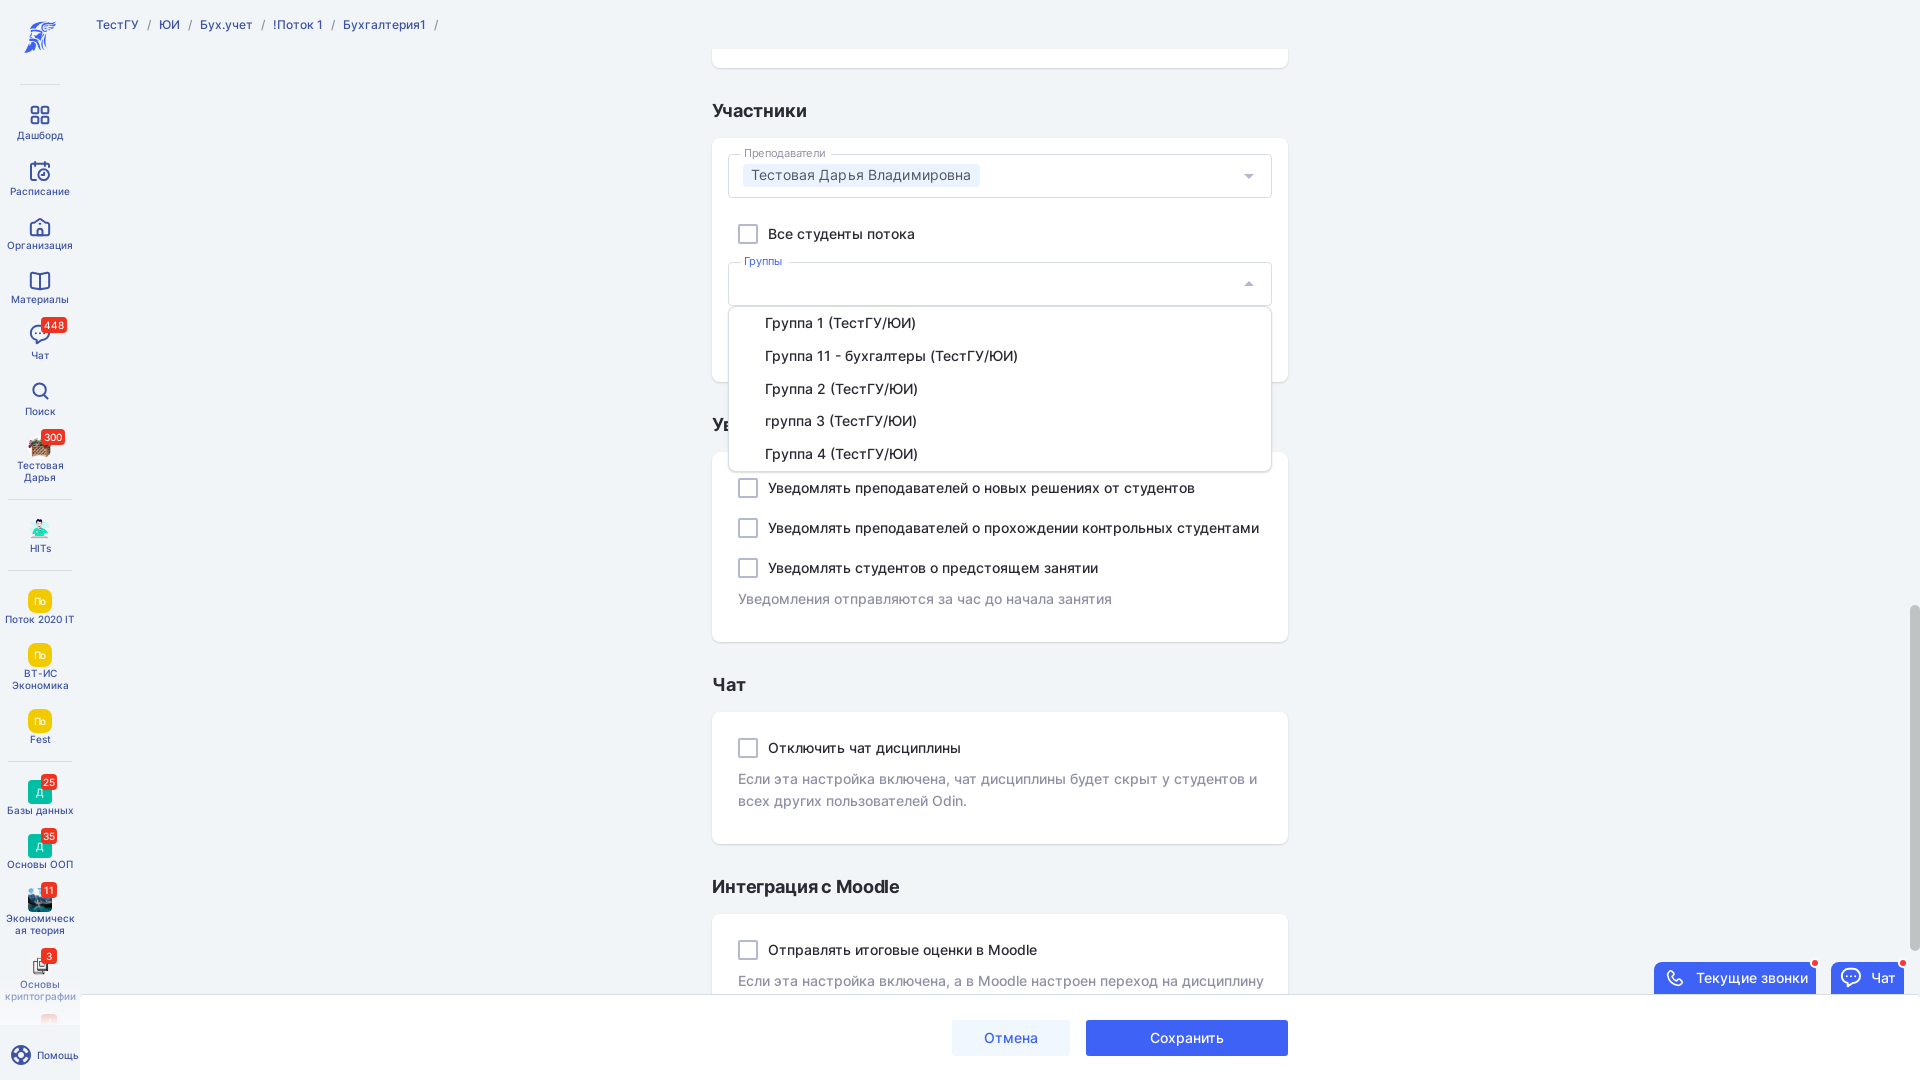 ТестГУ / ЮИ / Бух.учет / !Поток 1 / Бухгалтерия1 /
Дашборд
Расписание
Организация
Материалы
448
Чат
Поиск
300
Тестовая
Дарья
HITs
По
Поток 2020 IT
По
ВТ-ИС
Экономика
По
Fest
25
Д
Базы данных
35
Д
Основы ООП
11
Экономическ
ая теория
3
Основы
криптографии
Помощь
Участники
Преподаватели
Тестовая Дарья Владимировна
Все студенты потока
Группы
Группа 1 (ТестГУ/ЮИ)
Группа 11 - бухгалтеры (ТестГУ/ЮИ)
Группа 2 (ТестГУ/ЮИ)
группа 3 (ТестГУ/ЮИ)
Группа 4 (ТестГУ/ЮИ)
Уведомлять преподавателей о новых решениях от студентов
Уведомлять преподавателей о прохождении контрольных студентами
Уведомлять студентов о предстоящем занятии
Уведомления отправляются за час до начала занятия
Чат
Отключить чат дисциплины
Если эта настройка включена, чат дисциплины будет скрыт у студентов и
всех других пользователей Odin.
Интеграция с Moodle
Отправлять итоговые оценки в Moodle
Если эта настройка включена, а в Moodle настроен переход на дисциплину
Текущие звонки
Чат
Отмена
Сохранить